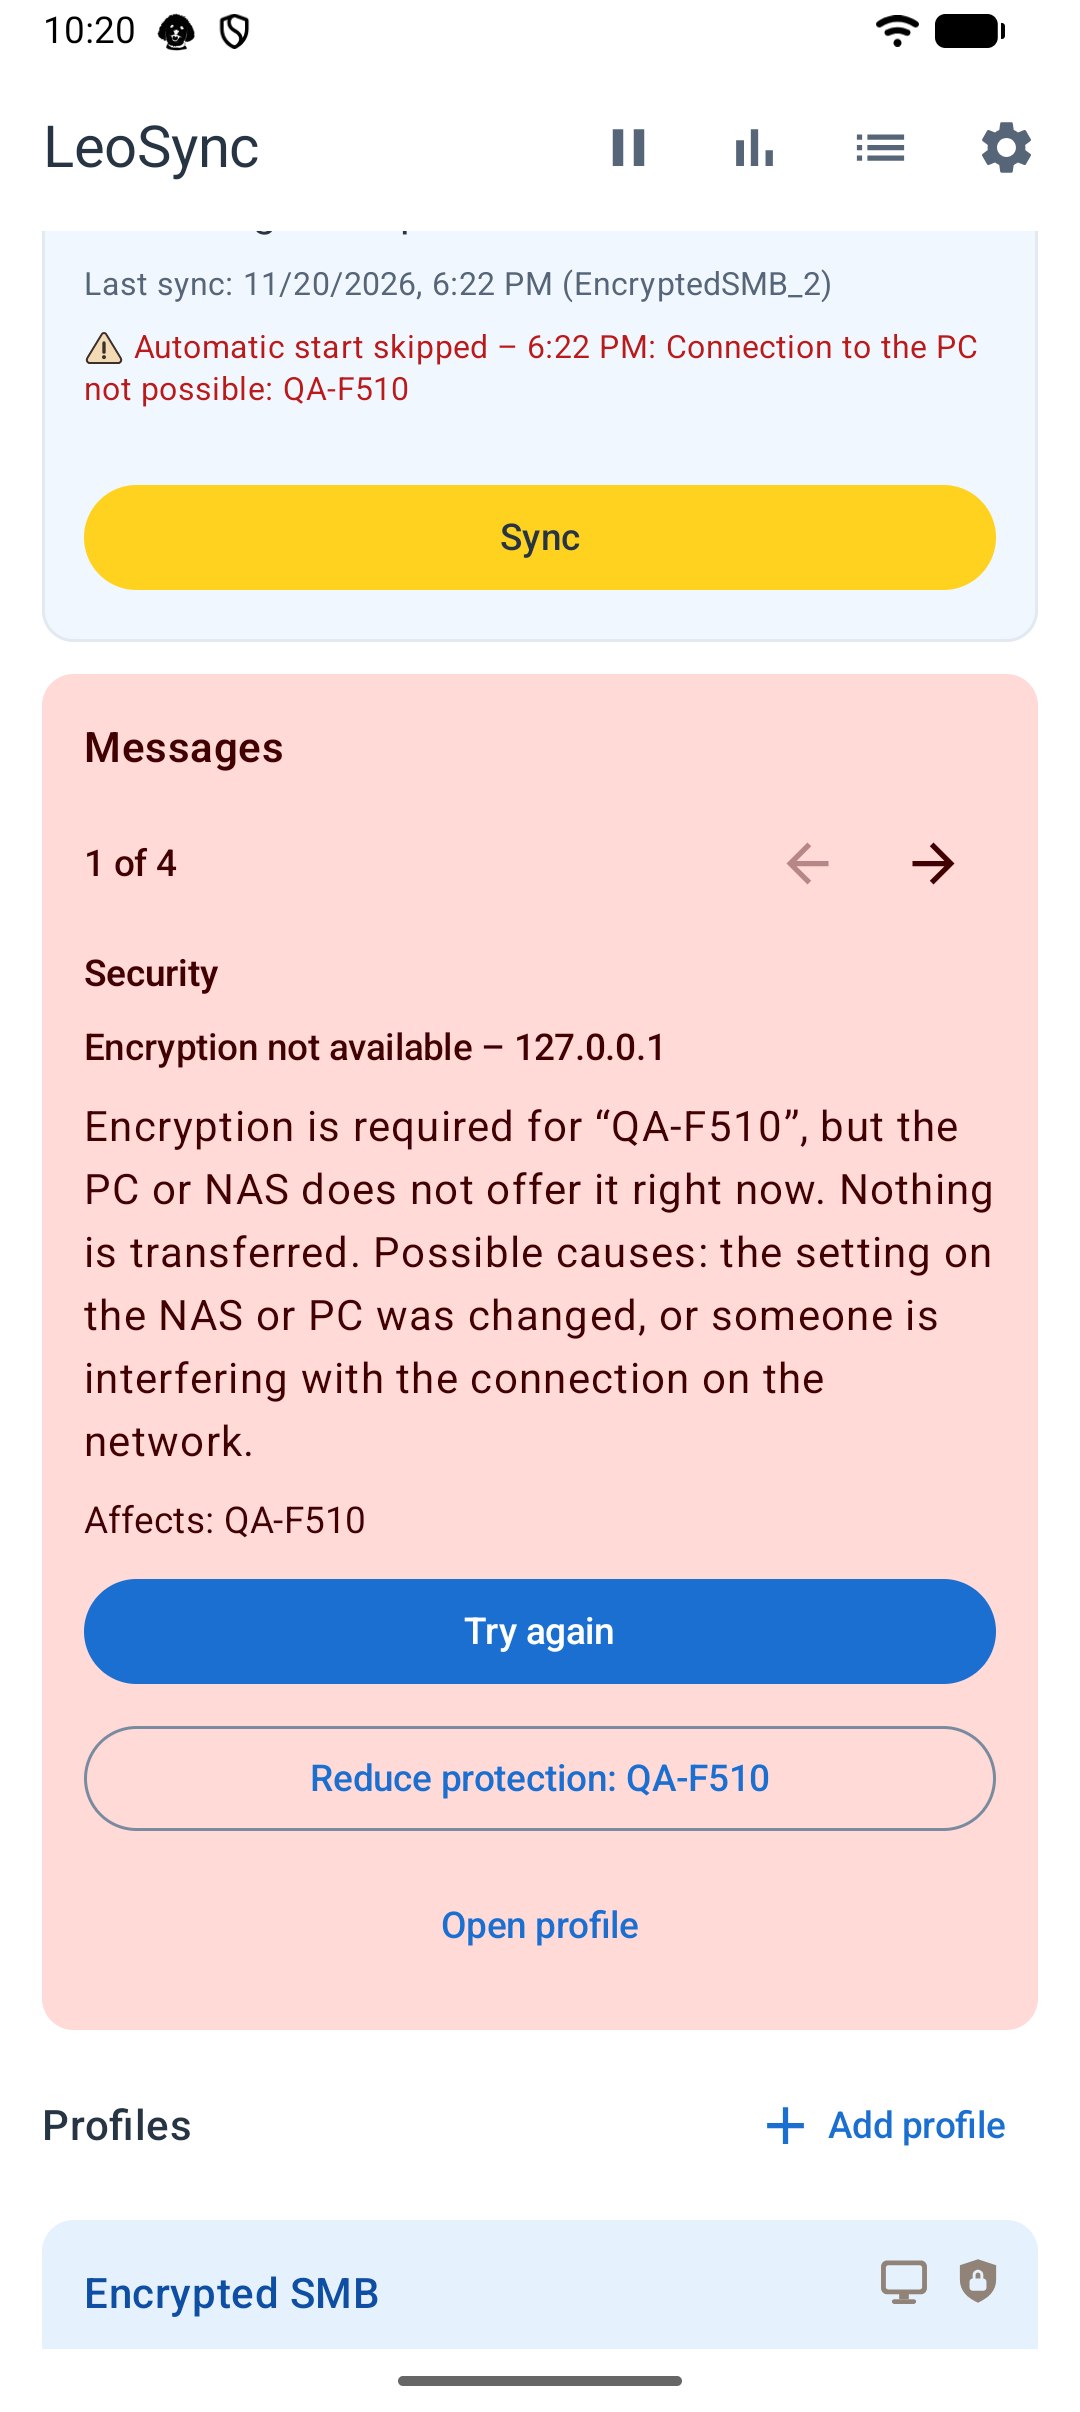 10:20
LeoSync
Last sync: 11/20/2026, 6:22 PM (EncryptedSMB_2)
⚠ Automatic start skipped – 6:22 PM: Connection to the PC
not possible: QA-F510
Sync
Messages
1 of 4
Security
Encryption not available – 127.0.0.1
Encryption is required for “QA-F510”, but the
PC or NAS does not offer it right now. Nothing
is transferred. Possible causes: the setting on
the NAS or PC was changed, or someone is
interfering with the connection on the
network.
Affects: QA-F510
Try again
Reduce protection: QA-F510
Open profile
Profiles
Add profile
Encrypted SMB